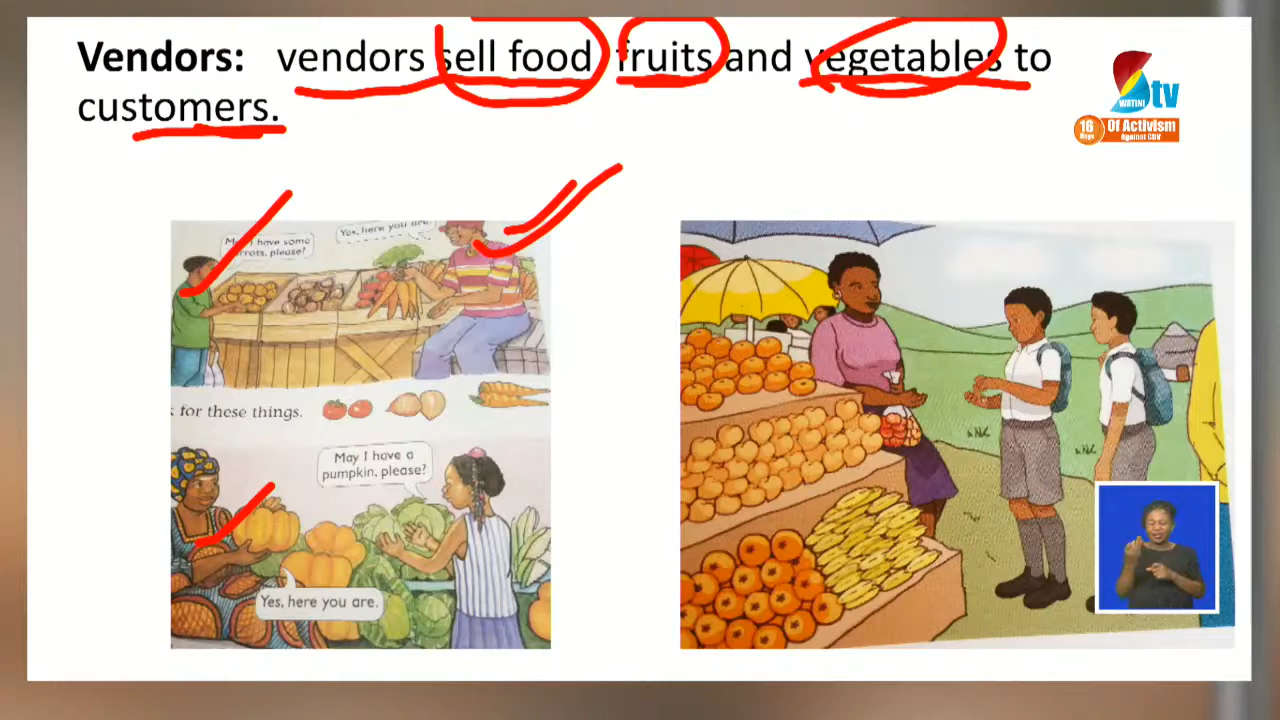 Vendors: vendors sell food fruits and vegetables to
customers.
WBTINI tv
16 Days Of Activism
Against GBV
May I have some
carrots, please?
Yes, here you are.
for these things.
May I have a
pumpkin, please?
Yes, here you are.